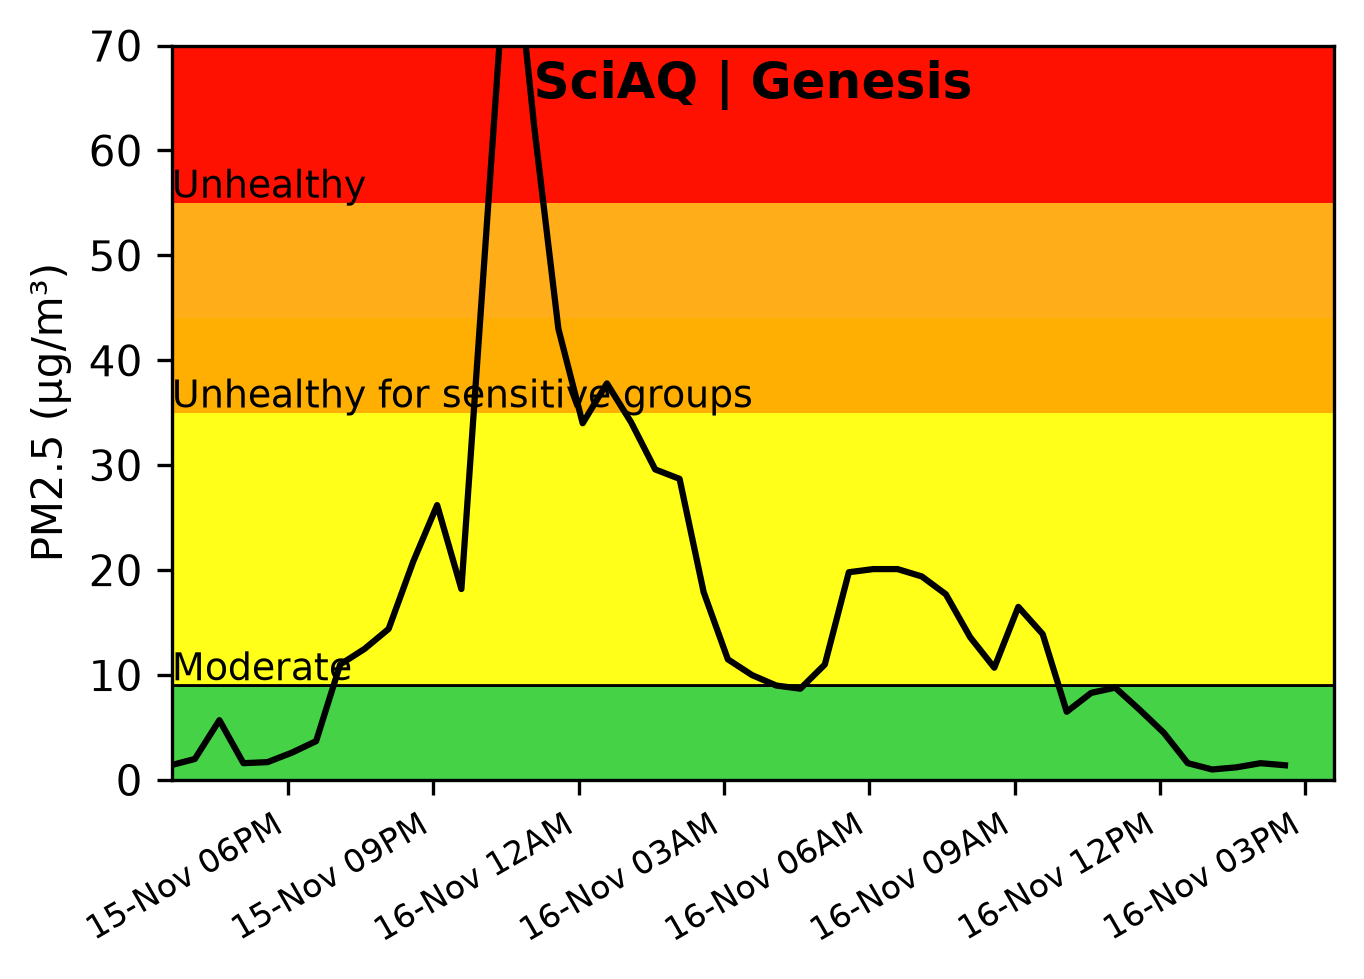 SciAQ | Genesis
PM2.5 (µg/m³)
70
60
50
40
30
20
10
0
Unhealthy
Unhealthy for sensitive groups
Moderate
15-Nov 06PM
15-Nov 09PM
16-Nov 12AM
16-Nov 03AM
16-Nov 06AM
16-Nov 09AM
16-Nov 12PM
16-Nov 03PM